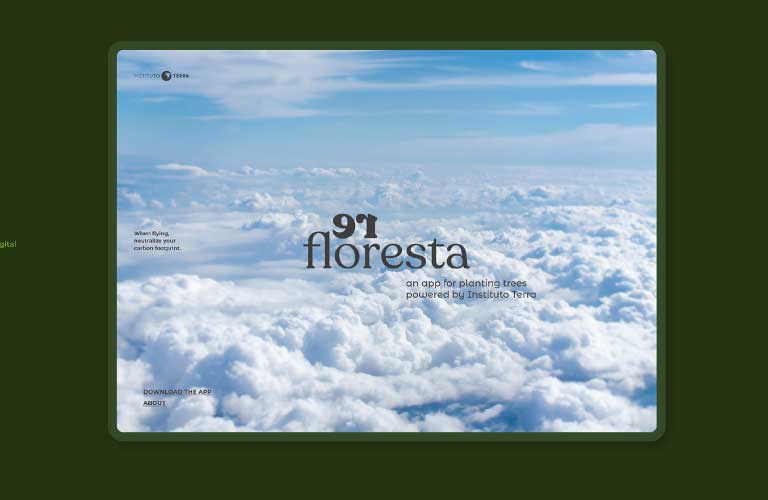 INSTITUTO TERRA
gital
When flying,
neutralize your
carbon footprint.
floresta
an app for planting trees
powered by Instituto Terra
DOWNLOAD THE APP
ABOUT